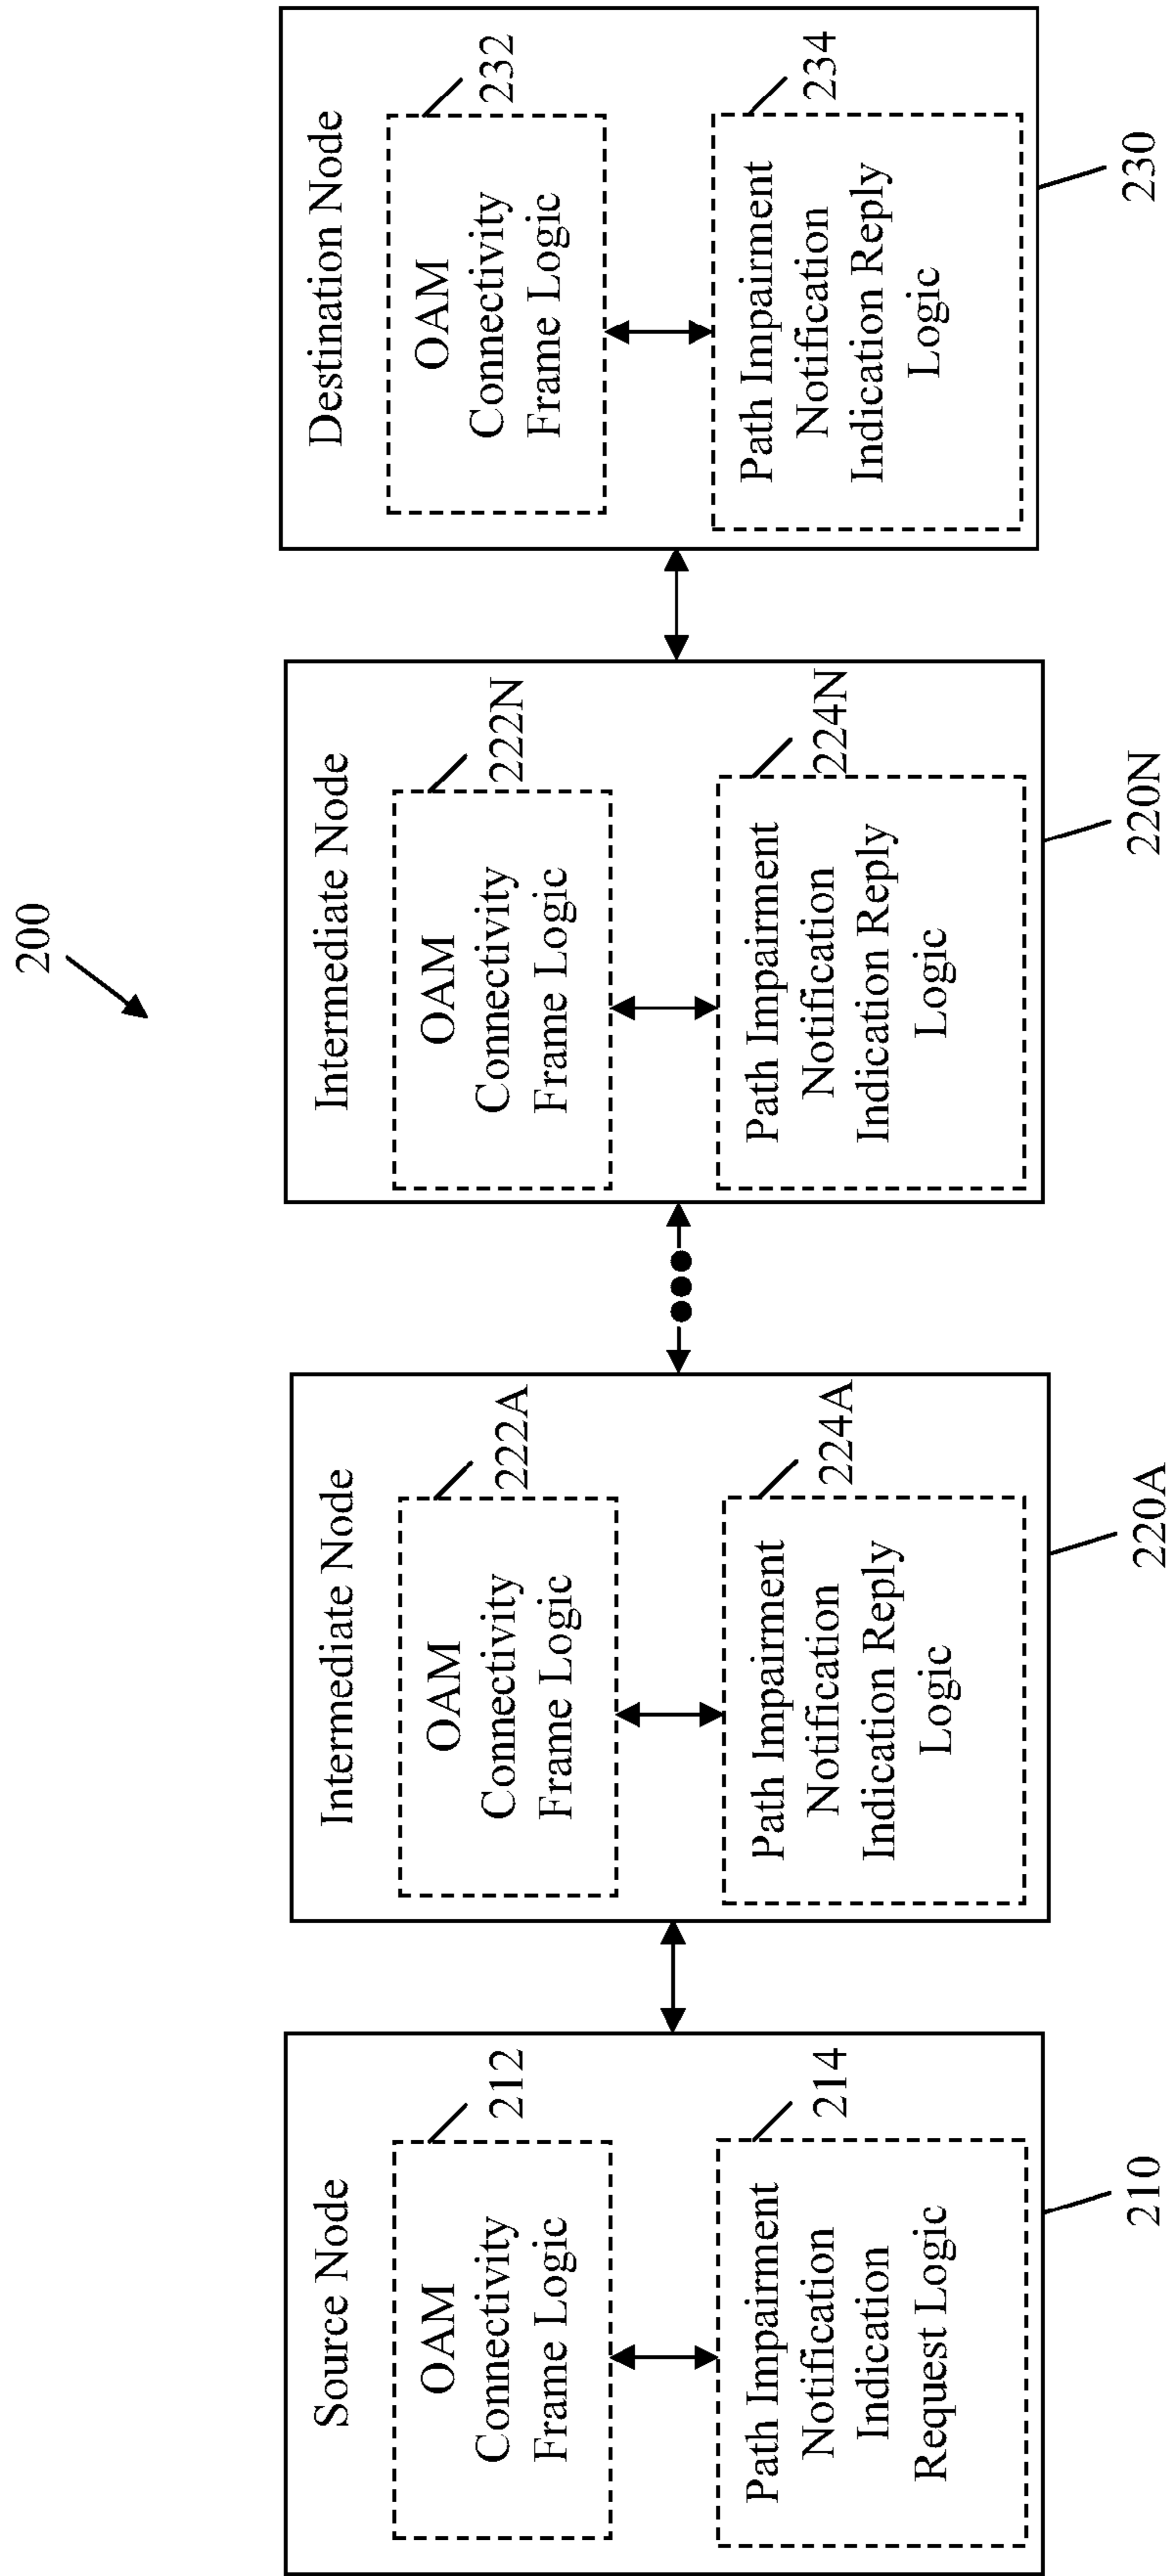 200
Source Node
OAM
Connectivity
Frame Logic
212
Path Impairment
Notification
Indication
Request Logic
214
210
Intermediate Node
OAM
Connectivity
Frame Logic
222A
Path Impairment
Notification
Indication Reply
Logic
224A
220A
Intermediate Node
OAM
Connectivity
Frame Logic
222N
Path Impairment
Notification
Indication Reply
Logic
224N
220N
Destination Node
OAM
Connectivity
Frame Logic
232
Path Impairment
Notification
Indication Reply
Logic
234
230